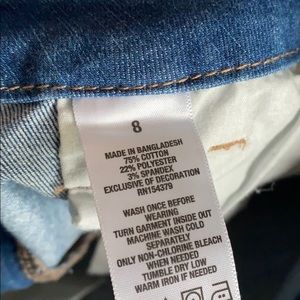 8
MADE IN BANGLADESH
75% COTTON
22% POLYESTER
3% SPANDEX
EXCLUSIVE OF DECORATION
RN154379
WASH ONCE BEFORE
WEARING
TURN GARMENT INSIDE OUT
MACHINE WASH COLD
SEPARATELY
ONLY NON-CHLORINE BLEACH
WHEN NEEDED
TUMBLE DRY LOW
WARM IRON IF NEEDED